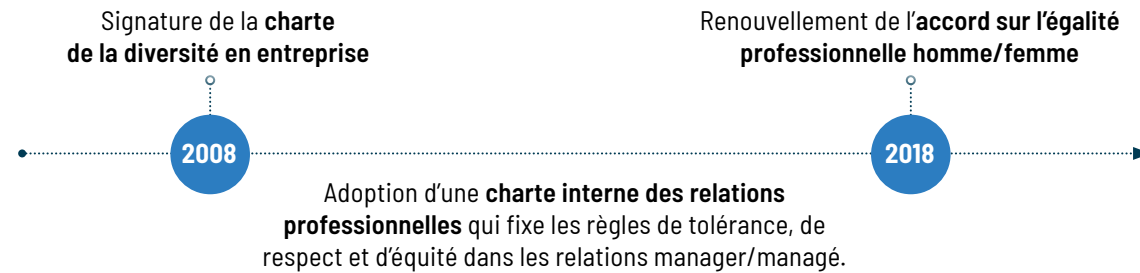 Signature de la charte
de la diversité en entreprise
Renouvellement de l'accord sur l'égalité
professionnelle homme/femme
2008
2018
Adoption d'une charte interne des relations
professionnelles qui fixe les règles de tolérance, de
respect et d'équité dans les relations manager/managé.